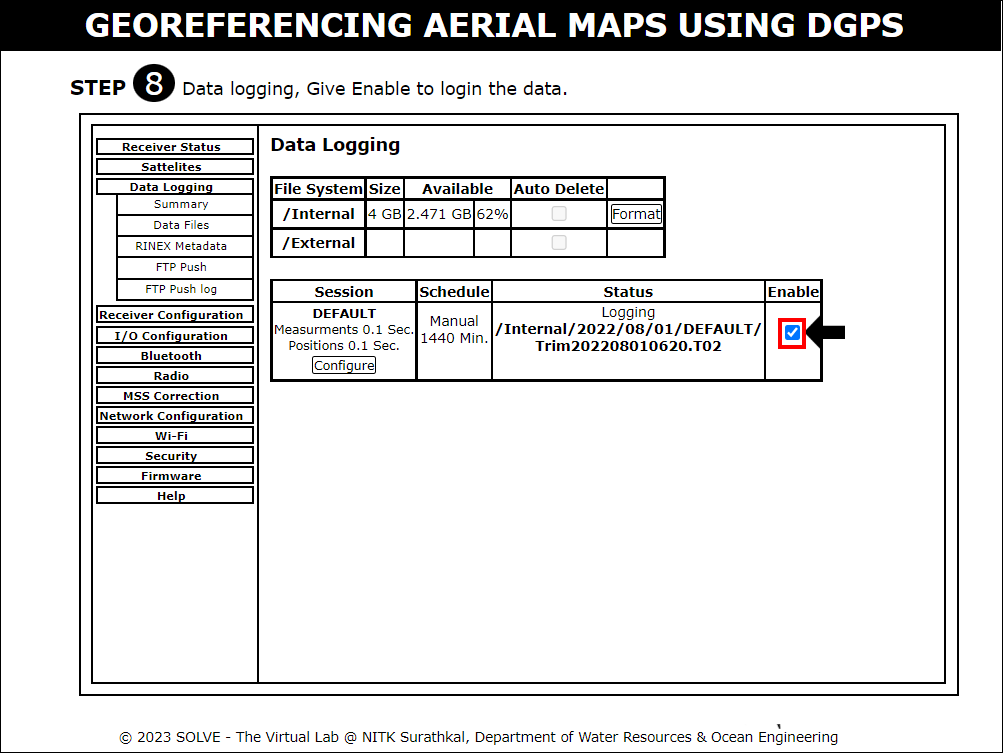 GEOREFERENCING AERIAL MAPS USING DGPS
STEP 8 Data logging, Give Enable to login the data.
Receiver Status
Sattelites
Data Logging
Summary
Data Files
RINEX Metadata
FTP Push
FTP Push log
Receiver Configuration
I/O Configuration
Bluetooth
Radio
MSS Correction
Network Configuration
Wi-Fi
Security
Firmware
Help
Data Logging
File System Size Available Auto Delete
/Internal 4 GB 2.471 GB 62% Format
/External
Session Schedule Status Enable
DEFAULT
Measurments 0.1 Sec.
Positions 0.1 Sec.
Configure
Manual
1440 Min.
Logging
/Internal/2022/08/01/DEFAULT/
Trim202208010620.T02
© 2023 SOLVE - The Virtual Lab @ NITK Surathkal, Department of Water Resources & Ocean Engineering